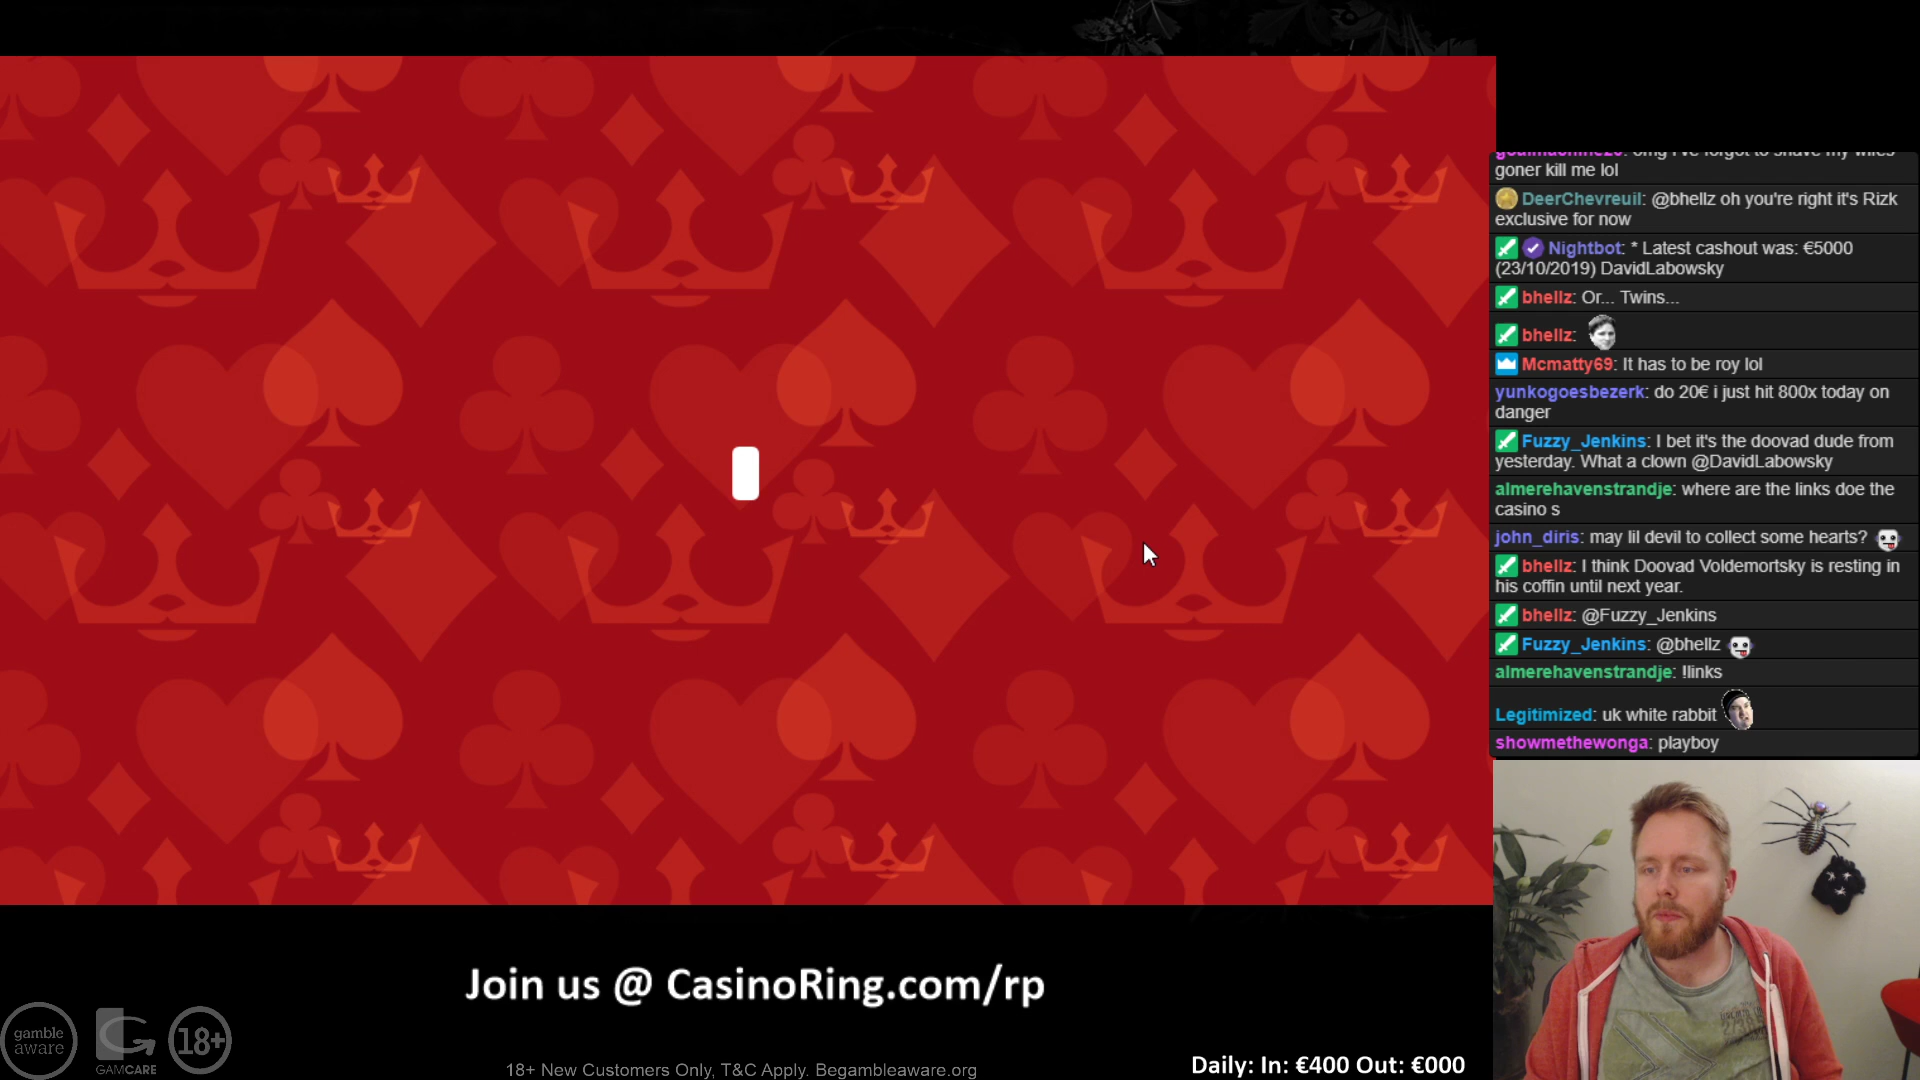 goner kill me lol
DeerChevreuil: @bhellz oh you're right it's Rizk
exclusive for now
Nightbot: * Latest cashout was: €5000
(23/10/2019) DavidLabowsky
bhellz: Or... Twins...
bhellz:
Mcmatty69: It has to be roy lol
yunkogoesbezerk: do 20€ i just hit 800x today on
danger
Fuzzy_Jenkins: I bet it's the doovad dude from
yesterday. What a clown @DavidLabowsky
almerehavenstrandje: where are the links doe the
casino s
john_diris: may lil devil to collect some hearts?
bhellz: I think Doovad Voldemortsky is resting in
his coffin until next year.
bhellz: @Fuzzy_Jenkins
Fuzzy_Jenkins: @bhellz
almerehavenstrandje: !links
Legitimized: uk white rabbit
showmethewonga: playboy
Join us @ CasinoRing.com/rp
gamble
aware
GAMCARE
18+
18+ New Customers Only, T&C Apply. Begambleaware.org
Daily: In: €400 Out: €000